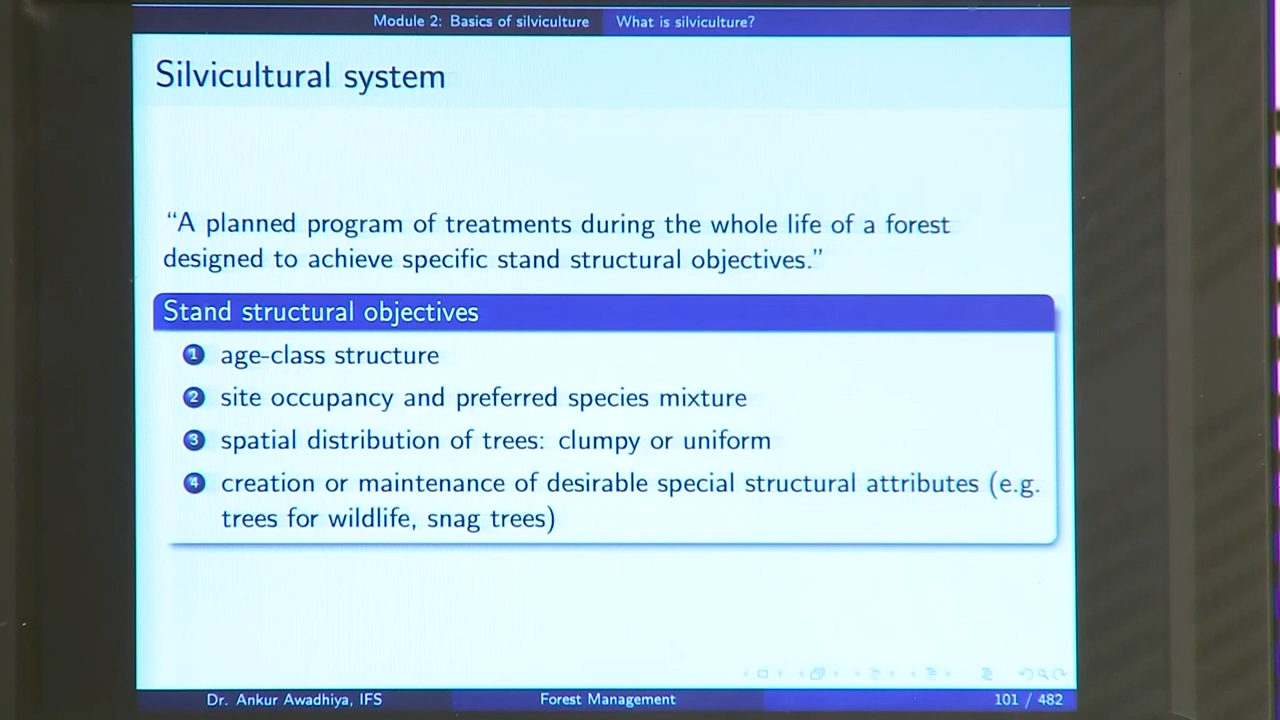 Module 2: Basics of silviculture What is silviculture?
Silvicultural system
“A planned program of treatments during the whole life of a forest
designed to achieve specific stand structural objectives.”
Stand structural objectives
1 age-class structure
2 site occupancy and preferred species mixture
3 spatial distribution of trees: clumpy or uniform
4 creation or maintenance of desirable special structural attributes (e.g.
trees for wildlife, snag trees)
Dr. Ankur Awadhiya, IFS Forest Management 101 / 482